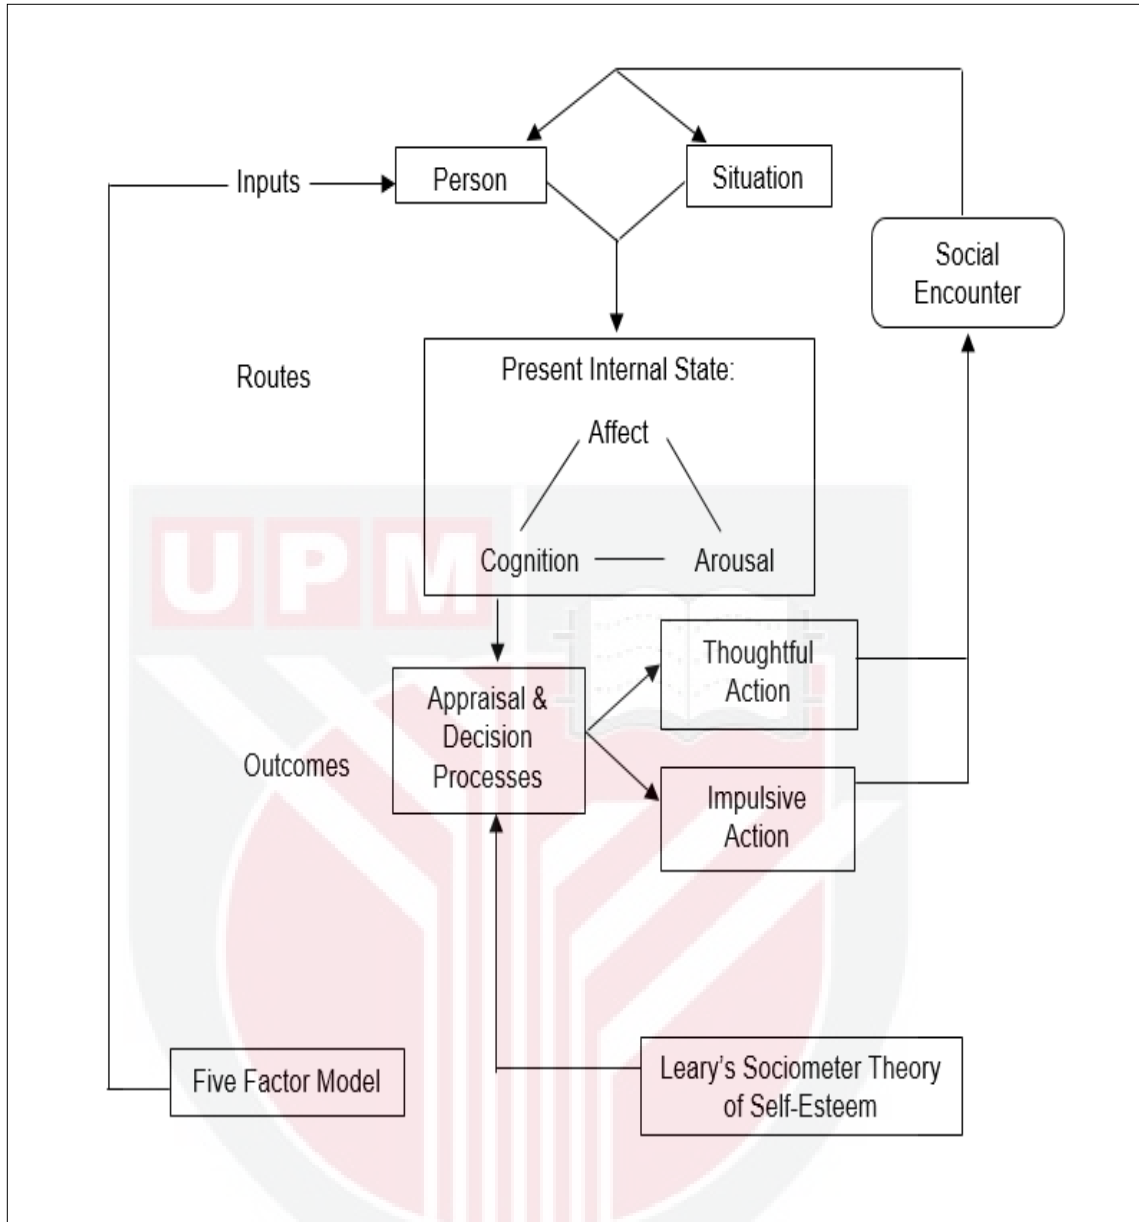 Inputs
Person
Situation
Social
Encounter
Routes
Present Internal State:
Affect
Cognition
Arousal
UPM
Thoughtful
Action
Appraisal &
Decision
Processes
Outcomes
Impulsive
Action
Five Factor Model
Leary's Sociometer Theory
of Self-Esteem